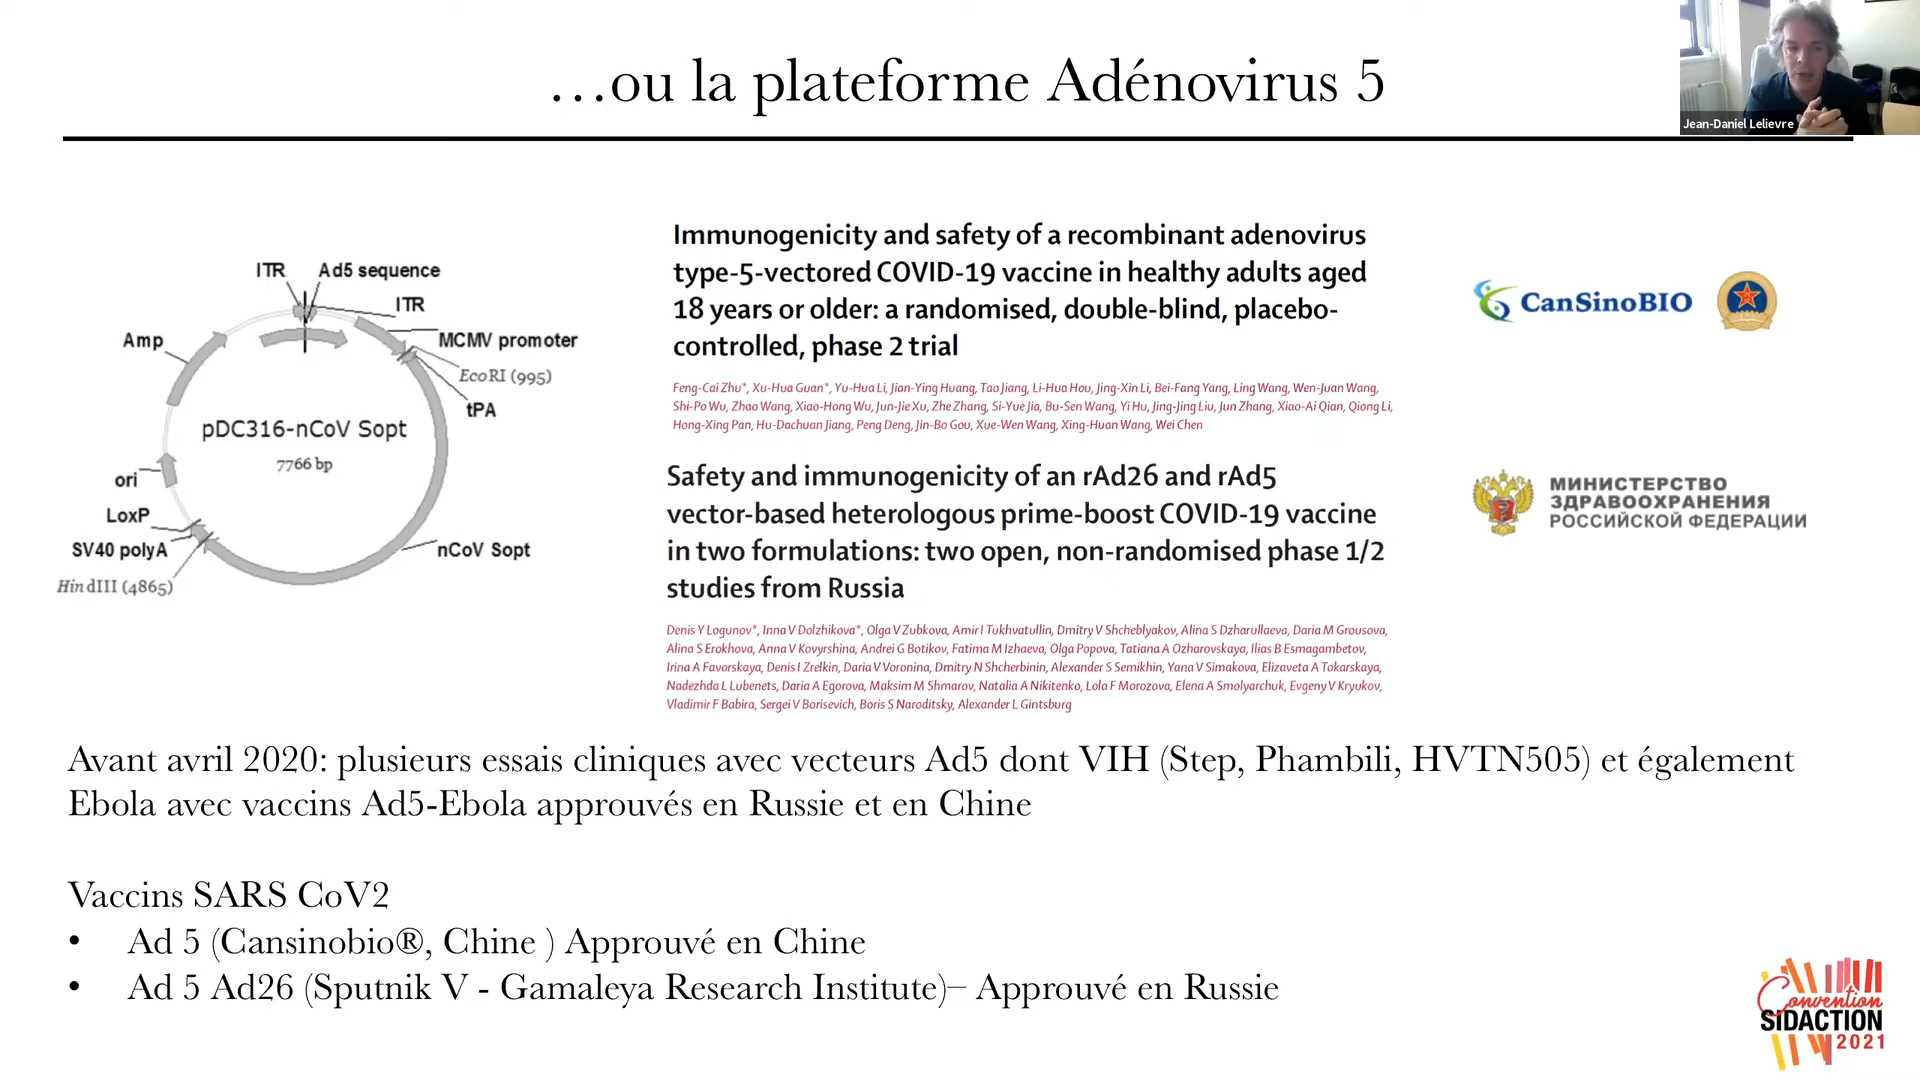 …ou la plateforme Adénovirus 5
Jean-Daniel Lelievre
ITR
Ad5 sequence
ITR
Amp
MCMV promoter
EcoRI (995)
tPA
pDC316-nCoV Sopt
7766 bp
ori
LoxP
SV40 polyA
nCoV Sopt
HindIII (4865)
Immunogenicity and safety of a recombinant adenovirus
type-5-vectored COVID-19 vaccine in healthy adults aged
18 years or older: a randomised, double-blind, placebo-
controlled, phase 2 trial
Feng-Cai Zhu*, Xu-Hua Guan*, Yu-Hua Li, Jian-Ying Huang, Tao Jiang, Li-Hua Hou, Jing-Xin Li, Bei-Fang Yang, Ling Wang, Wen-Juan Wang,
Shi-Po Wu, Zhao Wang, Xiao-Hong Wu, Jun-Jie Xu, Zhe Zhang, Si-Yue Jia, Bu-Sen Wang, Yi Hu, Jing-Jing Liu, Jun Zhang, Xiao-Ai Qian, Qiong Li,
Hong-Xing Pan, Hu-Dachuan Jiang, Peng Deng, Jin-Bo Gou, Xue-Wen Wang, Xing-Huan Wang, Wei Chen
CanSinoBIO
Safety and immunogenicity of an rAd26 and rAd5
vector-based heterologous prime-boost COVID-19 vaccine
in two formulations: two open, non-randomised phase 1/2
studies from Russia
Denis Y Logunov*, Inna V Dolzhikova*, Olga V Zubkova, Amir I Tukhvatullin, Dmitry V Shcheblyakov, Alina S Dzharullaeva, Daria M Grousova,
Alina S Erokhova, Anna V Kovyrshina, Andrei G Botikov, Fatima M Izhaeva, Olga Popova, Tatiana A Ozharovskaya, Ilias B Esmagambetov,
Irina A Favorskaya, Denis I Zrelkin, Daria V Voronina, Dmitry N Shcherbinin, Alexander S Semikhin, Yana V Simakova, Elizaveta A Tokarskaya,
Nadezhda L Lubenets, Daria A Egorova, Maksim M Shmarov, Natalia A Nikitenko, Lola F Morozova, Elena A Smolyarchuk, Evgeny V Kryukov,
Vladimir F Babira, Sergei V Borisevich, Boris S Naroditsky, Alexander L Gintsburg
МИНИСТЕРСТВО
ЗДРАВООХРАНЕНИЯ
РОССИЙСКОЙ ФЕДЕРАЦИИ
Avant avril 2020: plusieurs essais cliniques avec vecteurs Ad5 dont VIH (Step, Phambili, HVTN505) et également
Ebola avec vaccins Ad5-Ebola approuvés en Russie et en Chine
Vaccins SARS CoV2
• Ad 5 (Cansinobio®, Chine ) Approuvé en Chine
• Ad 5 Ad26 (Sputnik V - Gamaleya Research Institute)– Approuvé en Russie
Convention
SIDACTION
2021